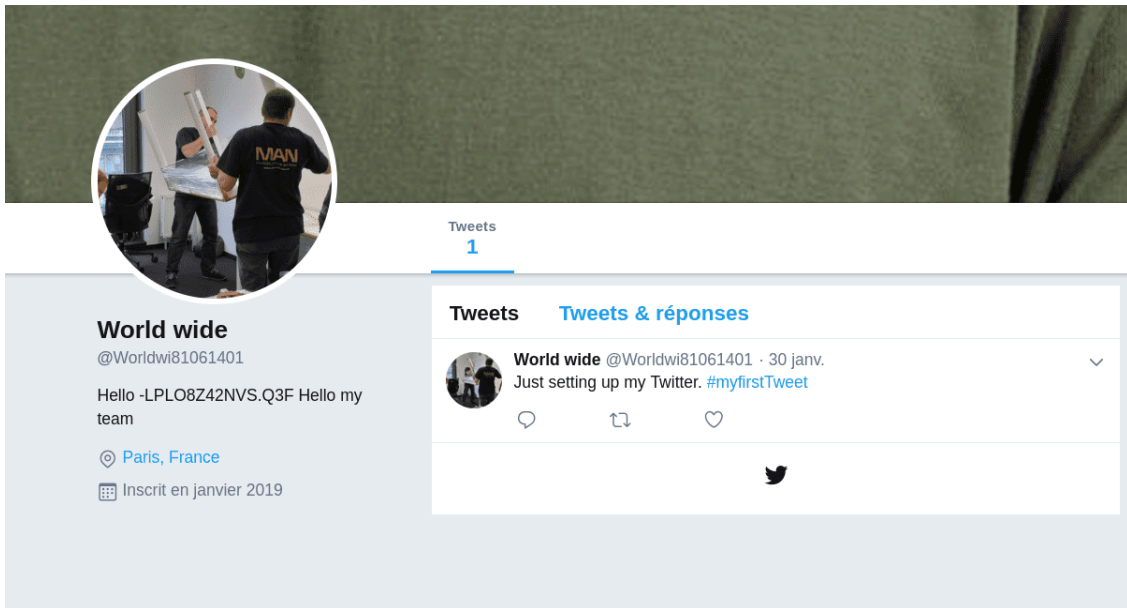 MAN
Tweets
1
World wide
@Worldwi81061401
Hello -LPLO8Z42NVS.Q3F Hello my
team
Paris, France
Inscrit en janvier 2019
Tweets Tweets & réponses
World wide @Worldwi81061401 · 30 janv.
Just setting up my Twitter. #myfirstTweet